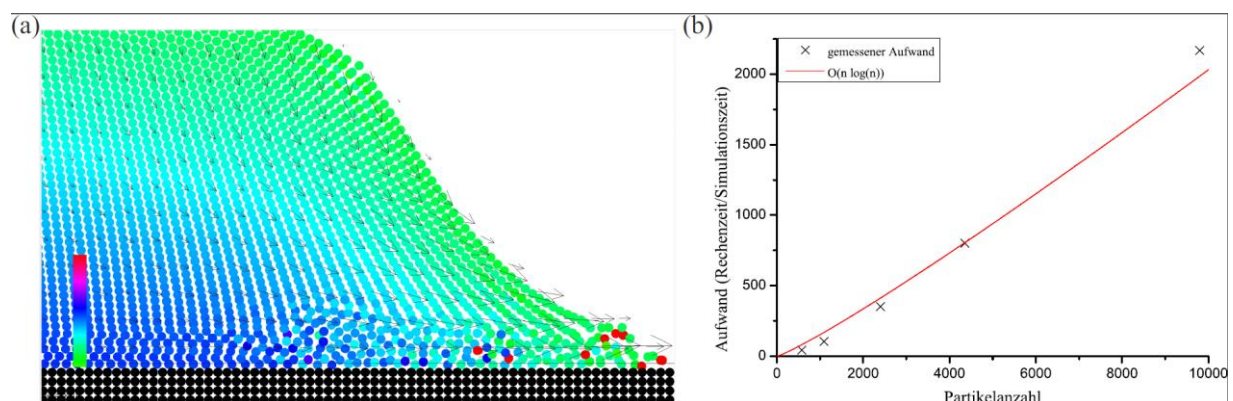 (a)
(b)
gemessener Aufwand
O(n log(n))
Aufwand (Rechenzeit/Simulationszeit)
2000
1500
1000
500
0
0
2000
4000
6000
8000
10000
Partikelanzahl